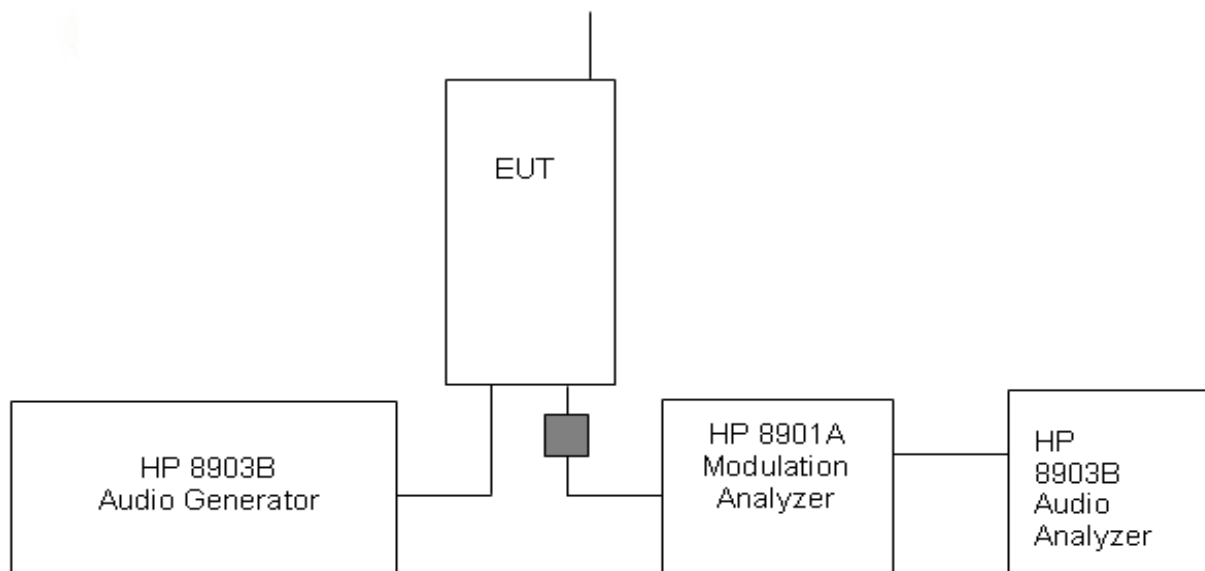 EUT
HP 8903B
Audio Generator
HP 8901A
Modulation
Analyzer
HP
8903B
Audio
Analyzer